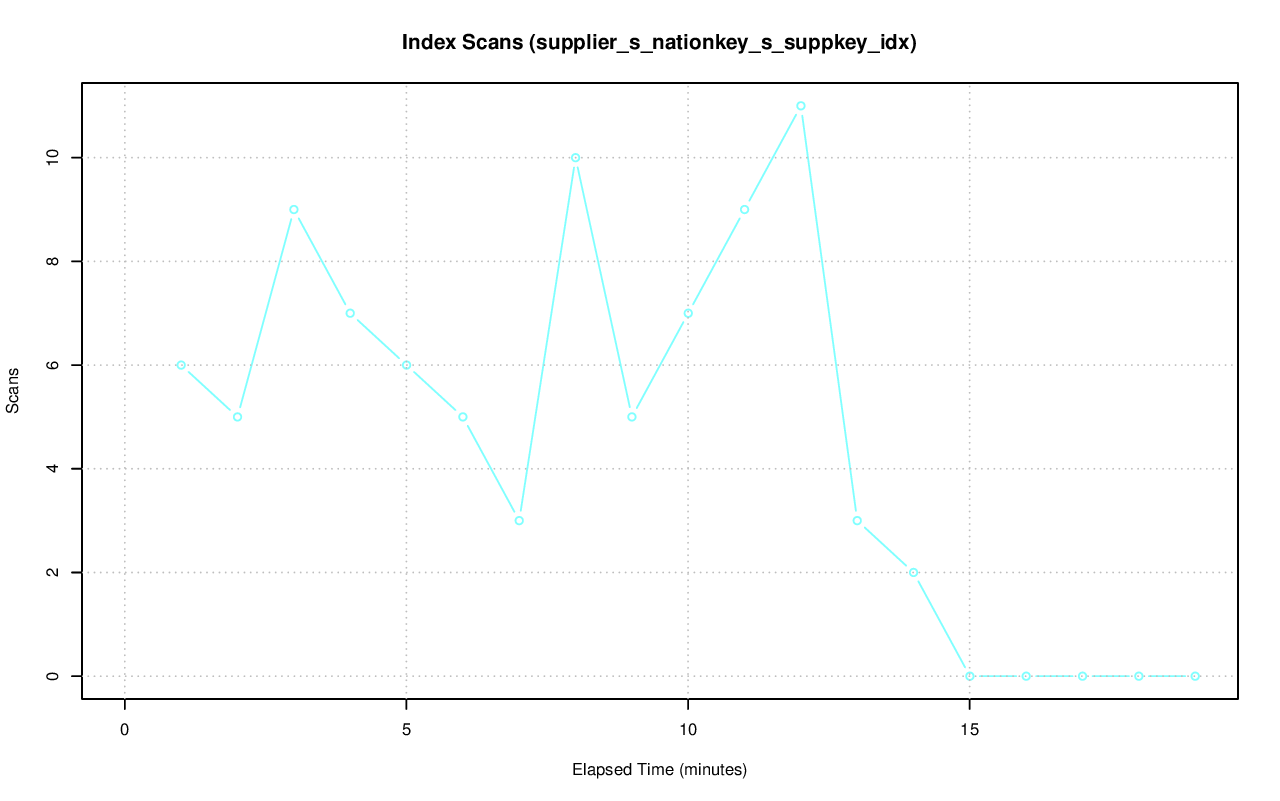 Index Scans (supplier_s_nationkey_s_suppkey_idx)
10
8
6
4
2
0
Scans
0 5 10 15
Elapsed Time (minutes)